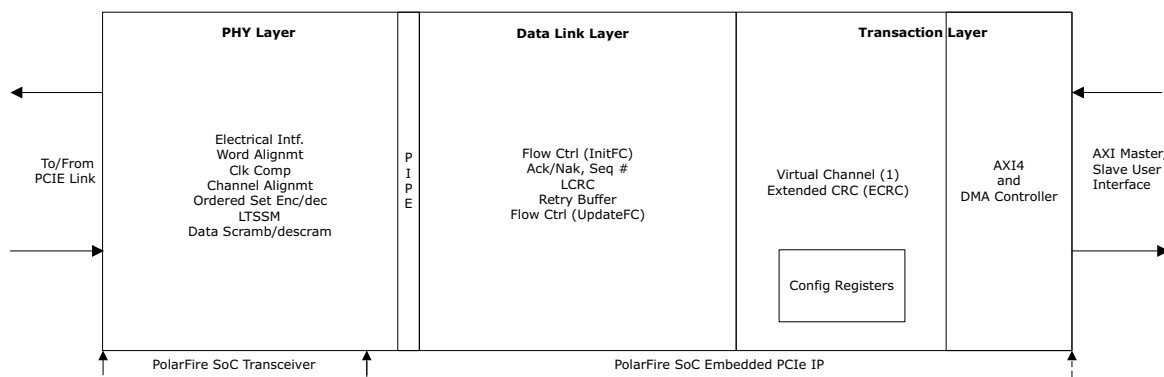 PHY Layer
Data Link Layer
Transaction Layer
To/From
PCIE Link
Electrical Intf.
Word Alignmt
Clk Comp
Channel Alignmt
Ordered Set Enc/dec
LTSSM
Data Scramb/descram
P
I
P
E
Flow Ctrl (InitFC)
Ack/Nak, Seq #
LCRC
Retry Buffer
Flow Ctrl (UpdateFC)
Virtual Channel (1)
Extended CRC (ECRC)
Config Registers
AXI4
and
DMA Controller
AXI Master/
Slave User
Interface
PolarFire SoC Transceiver
PolarFire SoC Embedded PCIe IP